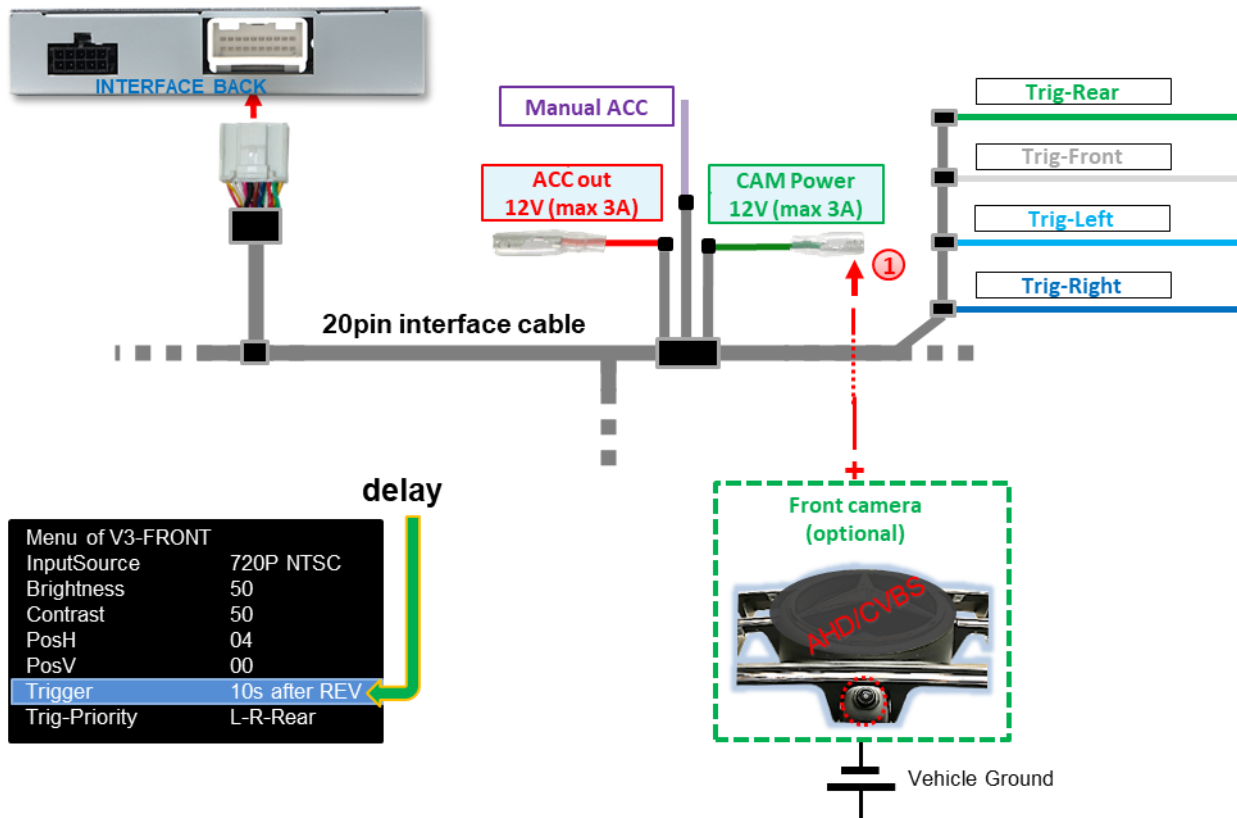 INTERFACE BACK
Manual ACC
ACC out
12V (max 3A)
CAM Power
12V (max 3A)
Trig-Rear
Trig-Front
Trig-Left
Trig-Right
1
20pin interface cable
delay
Menu of V3-FRONT
InputSource 720P NTSC
Brightness 50
Contrast 50
PosH 04
PosV 00
Trigger 10s after REV
Trig-Priority L-R-Rear
+
Front camera
(optional)
AHD/CVBS
Vehicle Ground